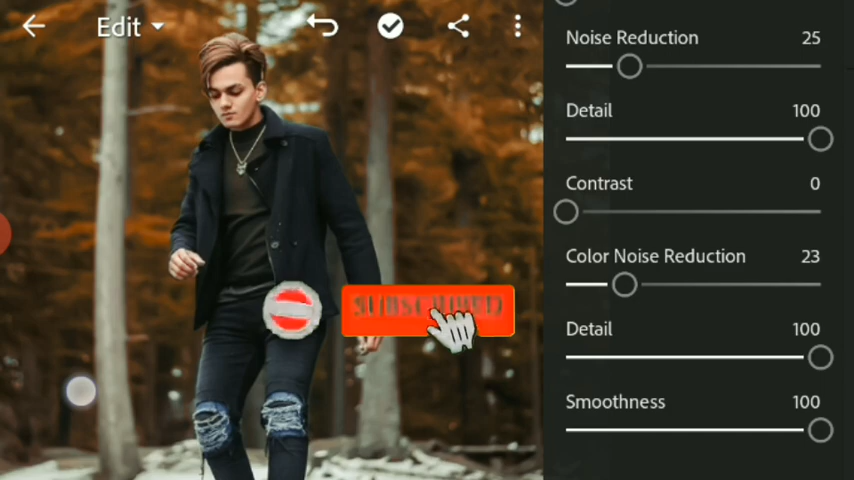 Edit
Noise Reduction 25
Detail 100
Contrast 0
Color Noise Reduction 23
Detail 100
Smoothness 100